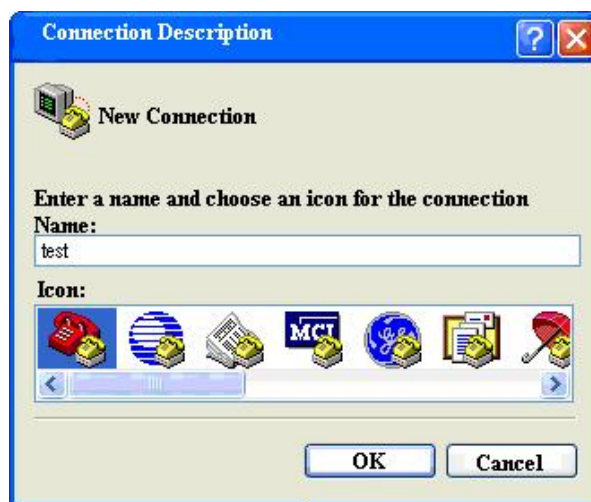 Connection Description
New Connection
Enter a name and choose an icon for the connection
Name:
test
Icon:
MCI
OK
Cancel